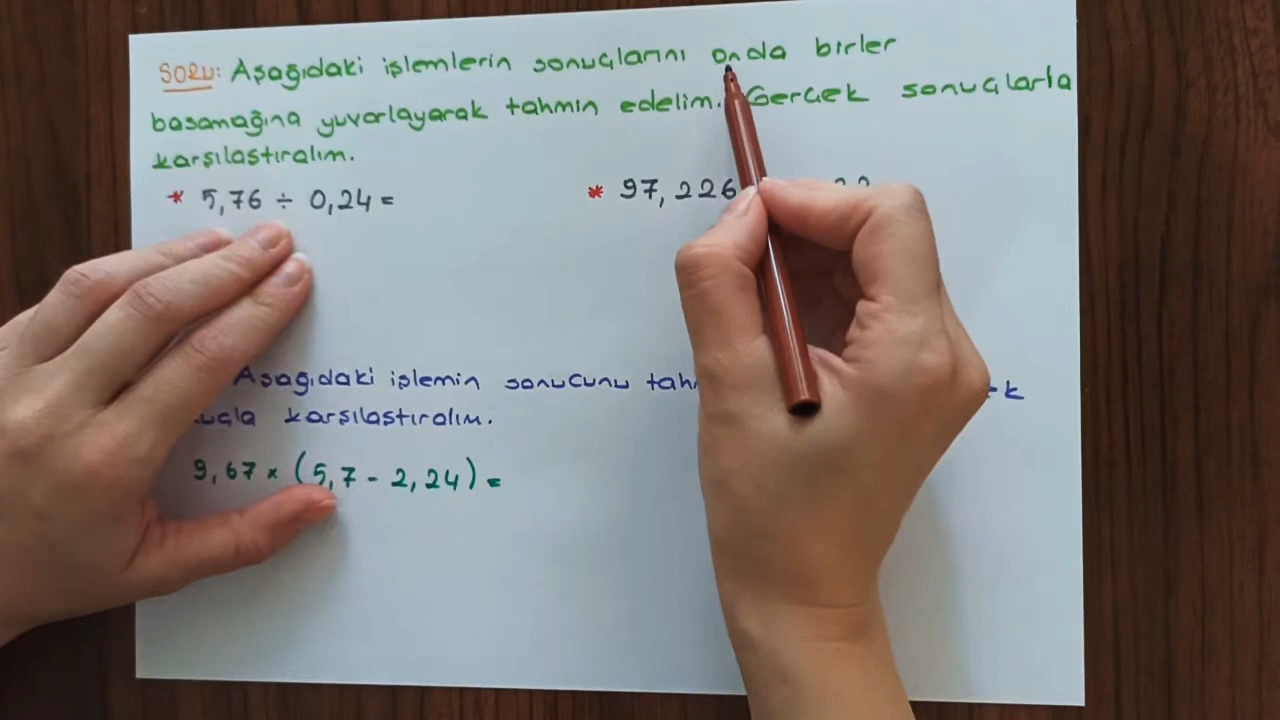 SORU: Aşağıdaki işlemlerin sonuçlarını onda birler
basamağına yuvarlayarak tahmin edelim. Gerçek sonuçlarla
karşılaştıralım.
* 5,76 ÷ 0,24 =
* 97,226
Aşağıdaki işlemin sonucunu
karşılaştıralım.
9,67 x (5,7 - 2,24) =